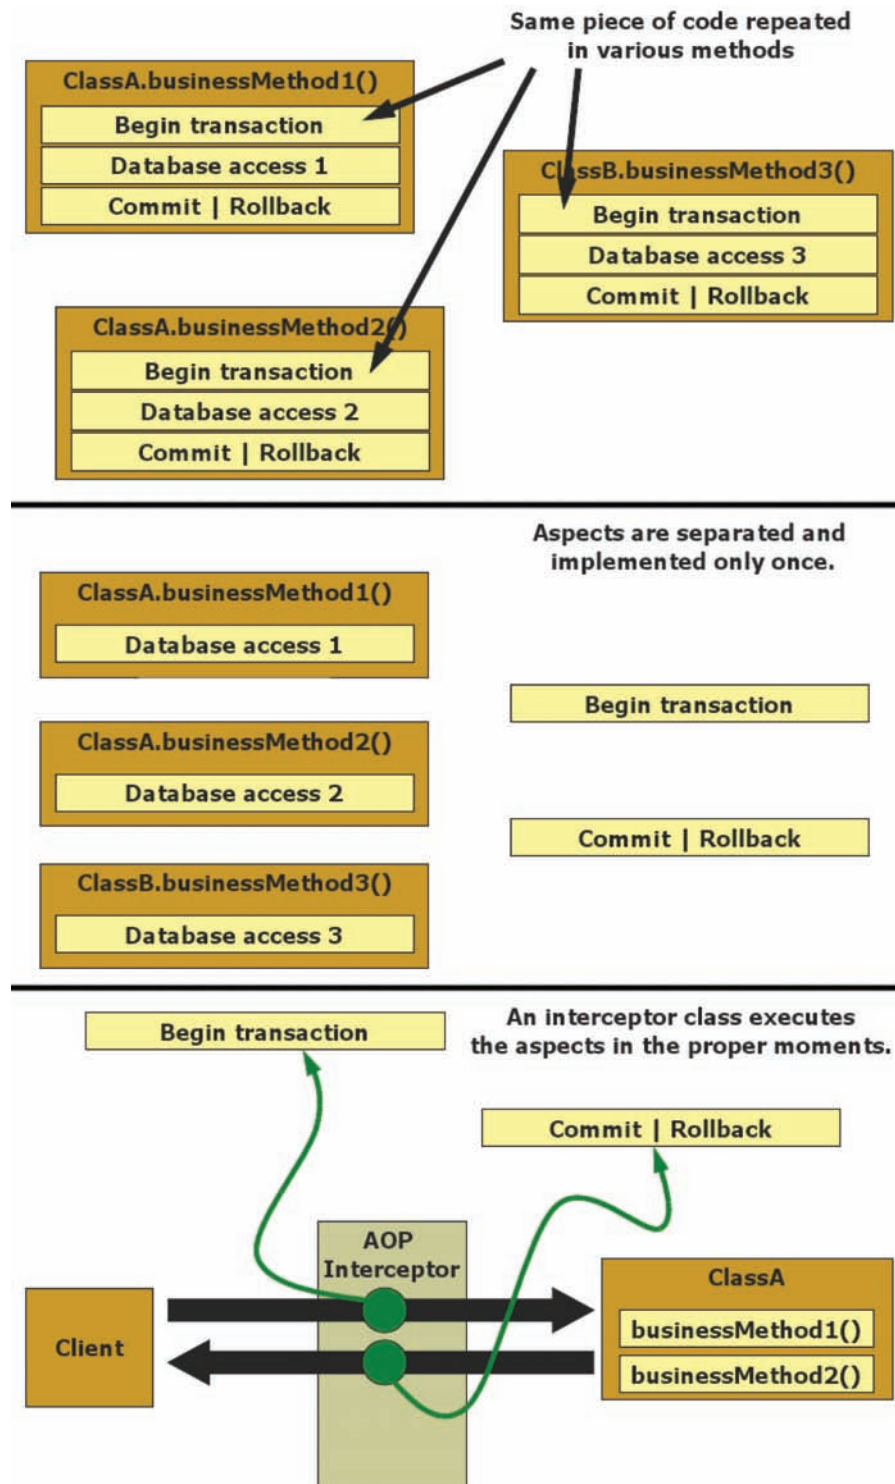 Same piece of code repeated
in various methods
ClassA.businessMethod1()
Begin transaction
Database access 1
Commit | Rollback
ClassB.businessMethod3()
Begin transaction
Database access 3
Commit | Rollback
ClassA.businessMethod2()
Begin transaction
Database access 2
Commit | Rollback
Aspects are separated and
implemented only once.
ClassA.businessMethod1()
Database access 1
Begin transaction
ClassA.businessMethod2()
Database access 2
Commit | Rollback
ClassB.businessMethod3()
Database access 3
Begin transaction
An interceptor class executes
the aspects in the proper moments.
Commit | Rollback
AOP
Interceptor
Client
ClassA
businessMethod1()
businessMethod2()